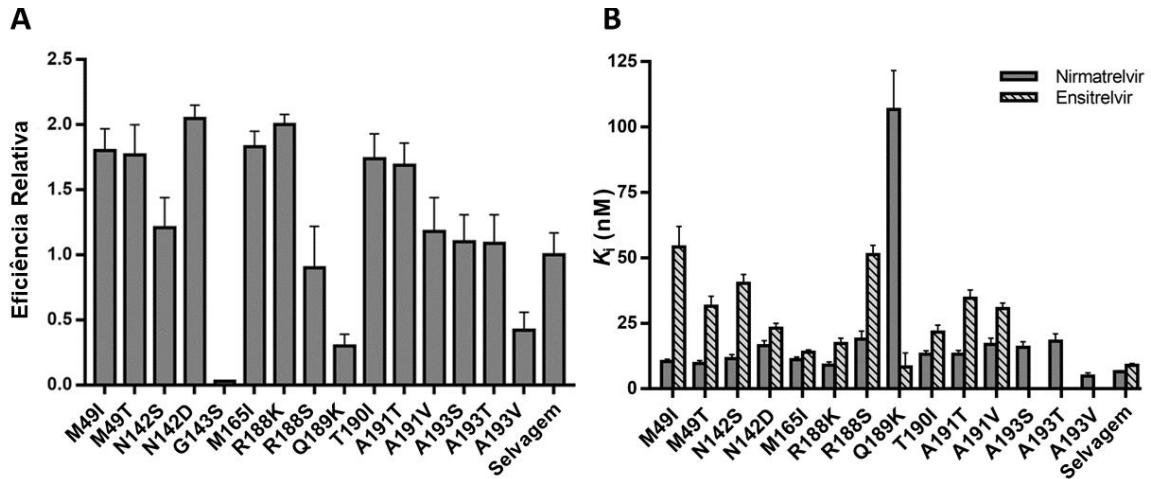 A
Eficiência Relativa
2.5
2.0
1.5
1.0
0.5
0.0
M49I
M49T
N142S
N142D
G143S
M165I
R188K
R188S
Q189K
T190I
A191T
A191V
A193S
A193T
A193V
Selvagem
B
Ki (nM)
125
100
75
50
25
0
Nirmatrelvir
Ensitrelvir
M49I
M49T
N142S
N142D
M165I
R188K
R188S
Q189K
T190I
A191T
A191V
A193S
A193T
A193V
Selvagem